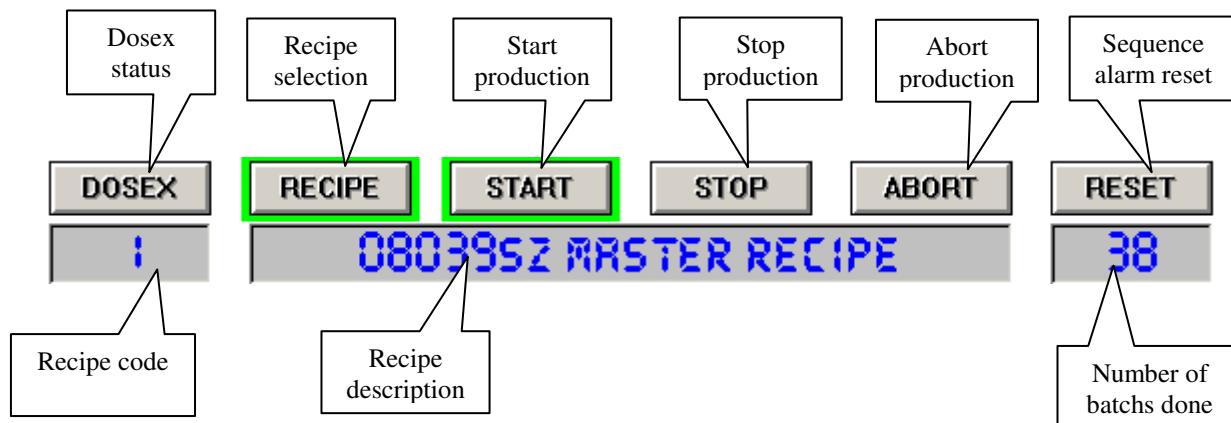 Dosex
status
Recipe
selection
Start
production
Stop
production
Abort
production
Sequence
alarm reset
DOSEX
RECIPE
START
STOP
ABORT
RESET
1
08039SZ MASTER RECIPE
38
Recipe code
Recipe
description
Number of
batchs done